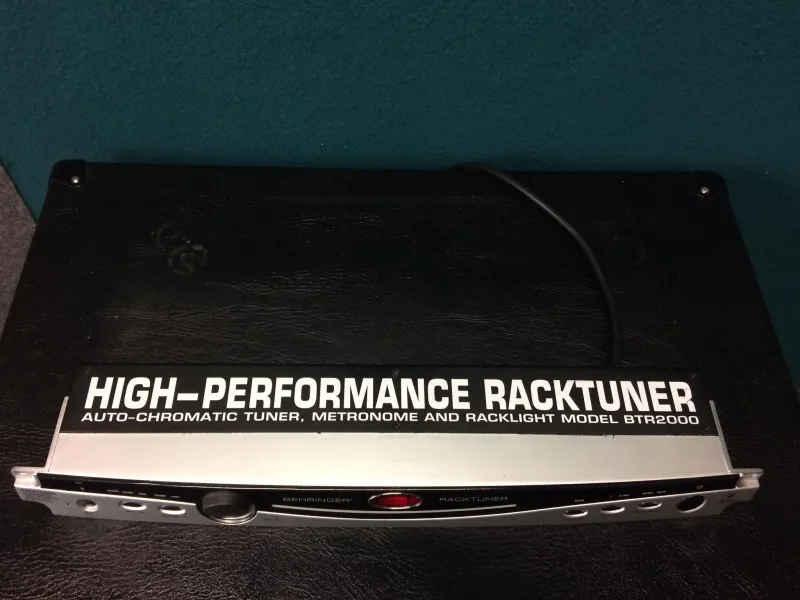 HIGH-PERFORMANCE RACKTUNER
AUTO-CHROMATIC TUNER, METRONOME AND RACKLIGHT MODEL BTR2000
BEHRINGER RACKTUNER